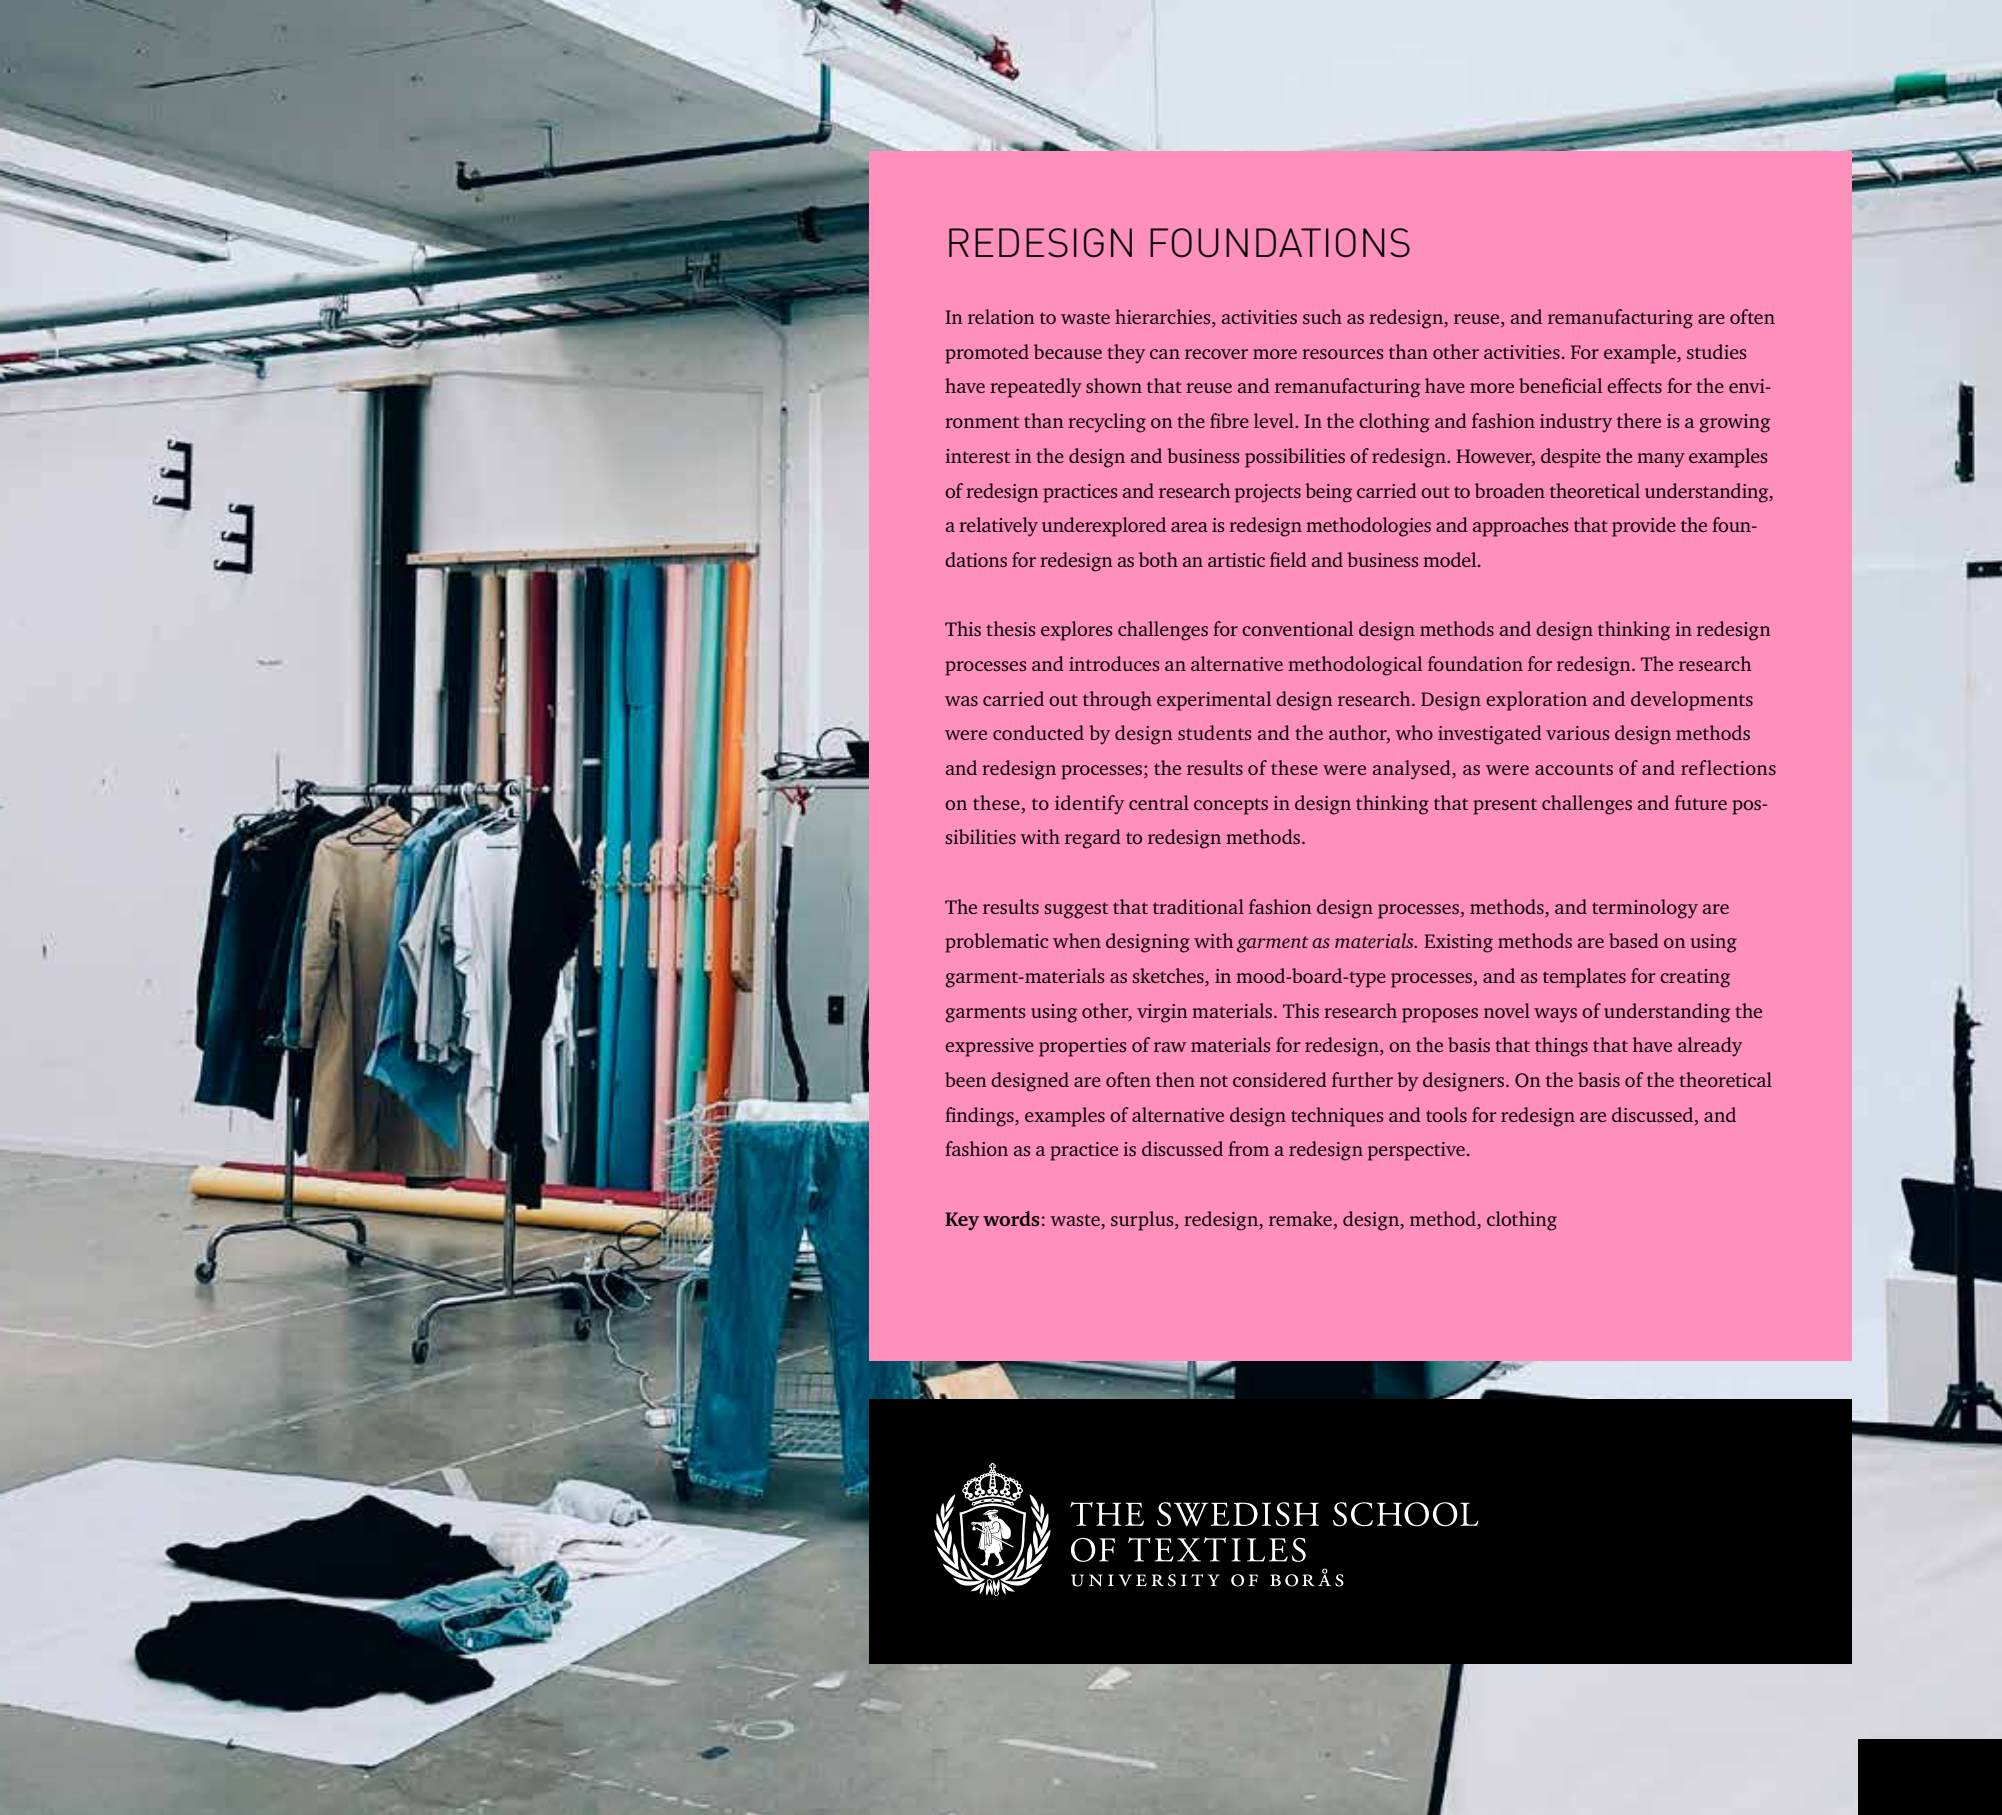 REDESIGN FOUNDATIONS
In relation to waste hierarchies, activities such as redesign, reuse, and remanufacturing are often
promoted because they can recover more resources than other activities. For example, studies
have repeatedly shown that reuse and remanufacturing have more beneficial effects for the envi-
ronment than recycling on the fibre level. In the clothing and fashion industry there is a growing
interest in the design and business possibilities of redesign. However, despite the many examples
of redesign practices and research projects being carried out to broaden theoretical understanding,
a relatively underexplored area is redesign methodologies and approaches that provide the foun-
dations for redesign as both an artistic field and business model.
This thesis explores challenges for conventional design methods and design thinking in redesign
processes and introduces an alternative methodological foundation for redesign. The research
was carried out through experimental design research. Design exploration and developments
were conducted by design students and the author, who investigated various design methods
and redesign processes; the results of these were analysed, as were accounts of and reflections
on these, to identify central concepts in design thinking that present challenges and future pos-
sibilities with regard to redesign methods.
The results suggest that traditional fashion design processes, methods, and terminology are
problematic when designing with garment as materials. Existing methods are based on using
garment-materials as sketches, in mood-board-type processes, and as templates for creating
garments using other, virgin materials. This research proposes novel ways of understanding the
expressive properties of raw materials for redesign, on the basis that things that have already
been designed are often then not considered further by designers. On the basis of the theoretical
findings, examples of alternative design techniques and tools for redesign are discussed, and
fashion as a practice is discussed from a redesign perspective.
Key words: waste, surplus, redesign, remake, design, method, clothing
THE SWEDISH SCHOOL
OF TEXTILES
UNIVERSITY OF BORÅS